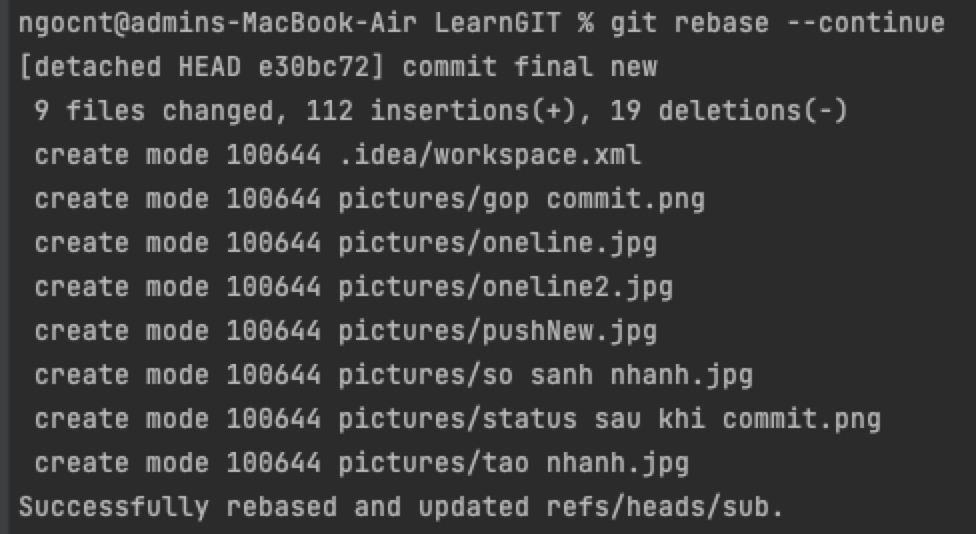 ngocnt@admins-MacBook-Air LearnGIT % git rebase --continue
[detached HEAD e30bc72] commit final new
 9 files changed, 112 insertions(+), 19 deletions(-)
 create mode 100644 .idea/workspace.xml
 create mode 100644 pictures/gop commit.png
 create mode 100644 pictures/oneline.jpg
 create mode 100644 pictures/oneline2.jpg
 create mode 100644 pictures/pushNew.jpg
 create mode 100644 pictures/so sanh nhanh.jpg
 create mode 100644 pictures/status sau khi commit.png
 create mode 100644 pictures/tao nhanh.jpg
Successfully rebased and updated refs/heads/sub.